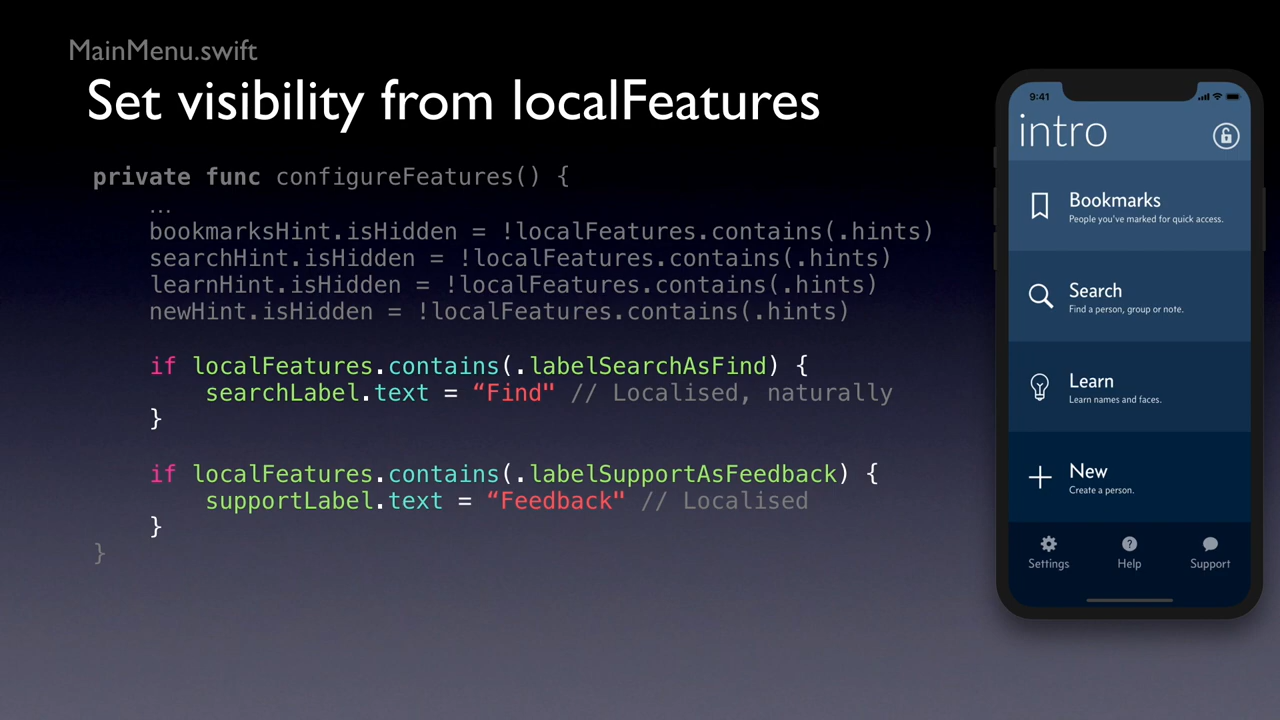 MainMenu.swift
Set visibility from localFeatures
private func configureFeatures() {
…
bookmarksHint.isHidden = !localFeatures.contains(.hints)
searchHint.isHidden = !localFeatures.contains(.hints)
learnHint.isHidden = !localFeatures.contains(.hints)
newHint.isHidden = !localFeatures.contains(.hints)
if localFeatures.contains(.labelSearchAsFind) {
searchLabel.text = “Find" // Localised, naturally
}
if localFeatures.contains(.labelSupportAsFeedback) {
supportLabel.text = “Feedback" // Localised
}
}
9:41
intro
Bookmarks
People you've marked for quick access.
Search
Find a person, group or note.
Learn
Learn names and faces.
New
Create a person.
Settings Help Support